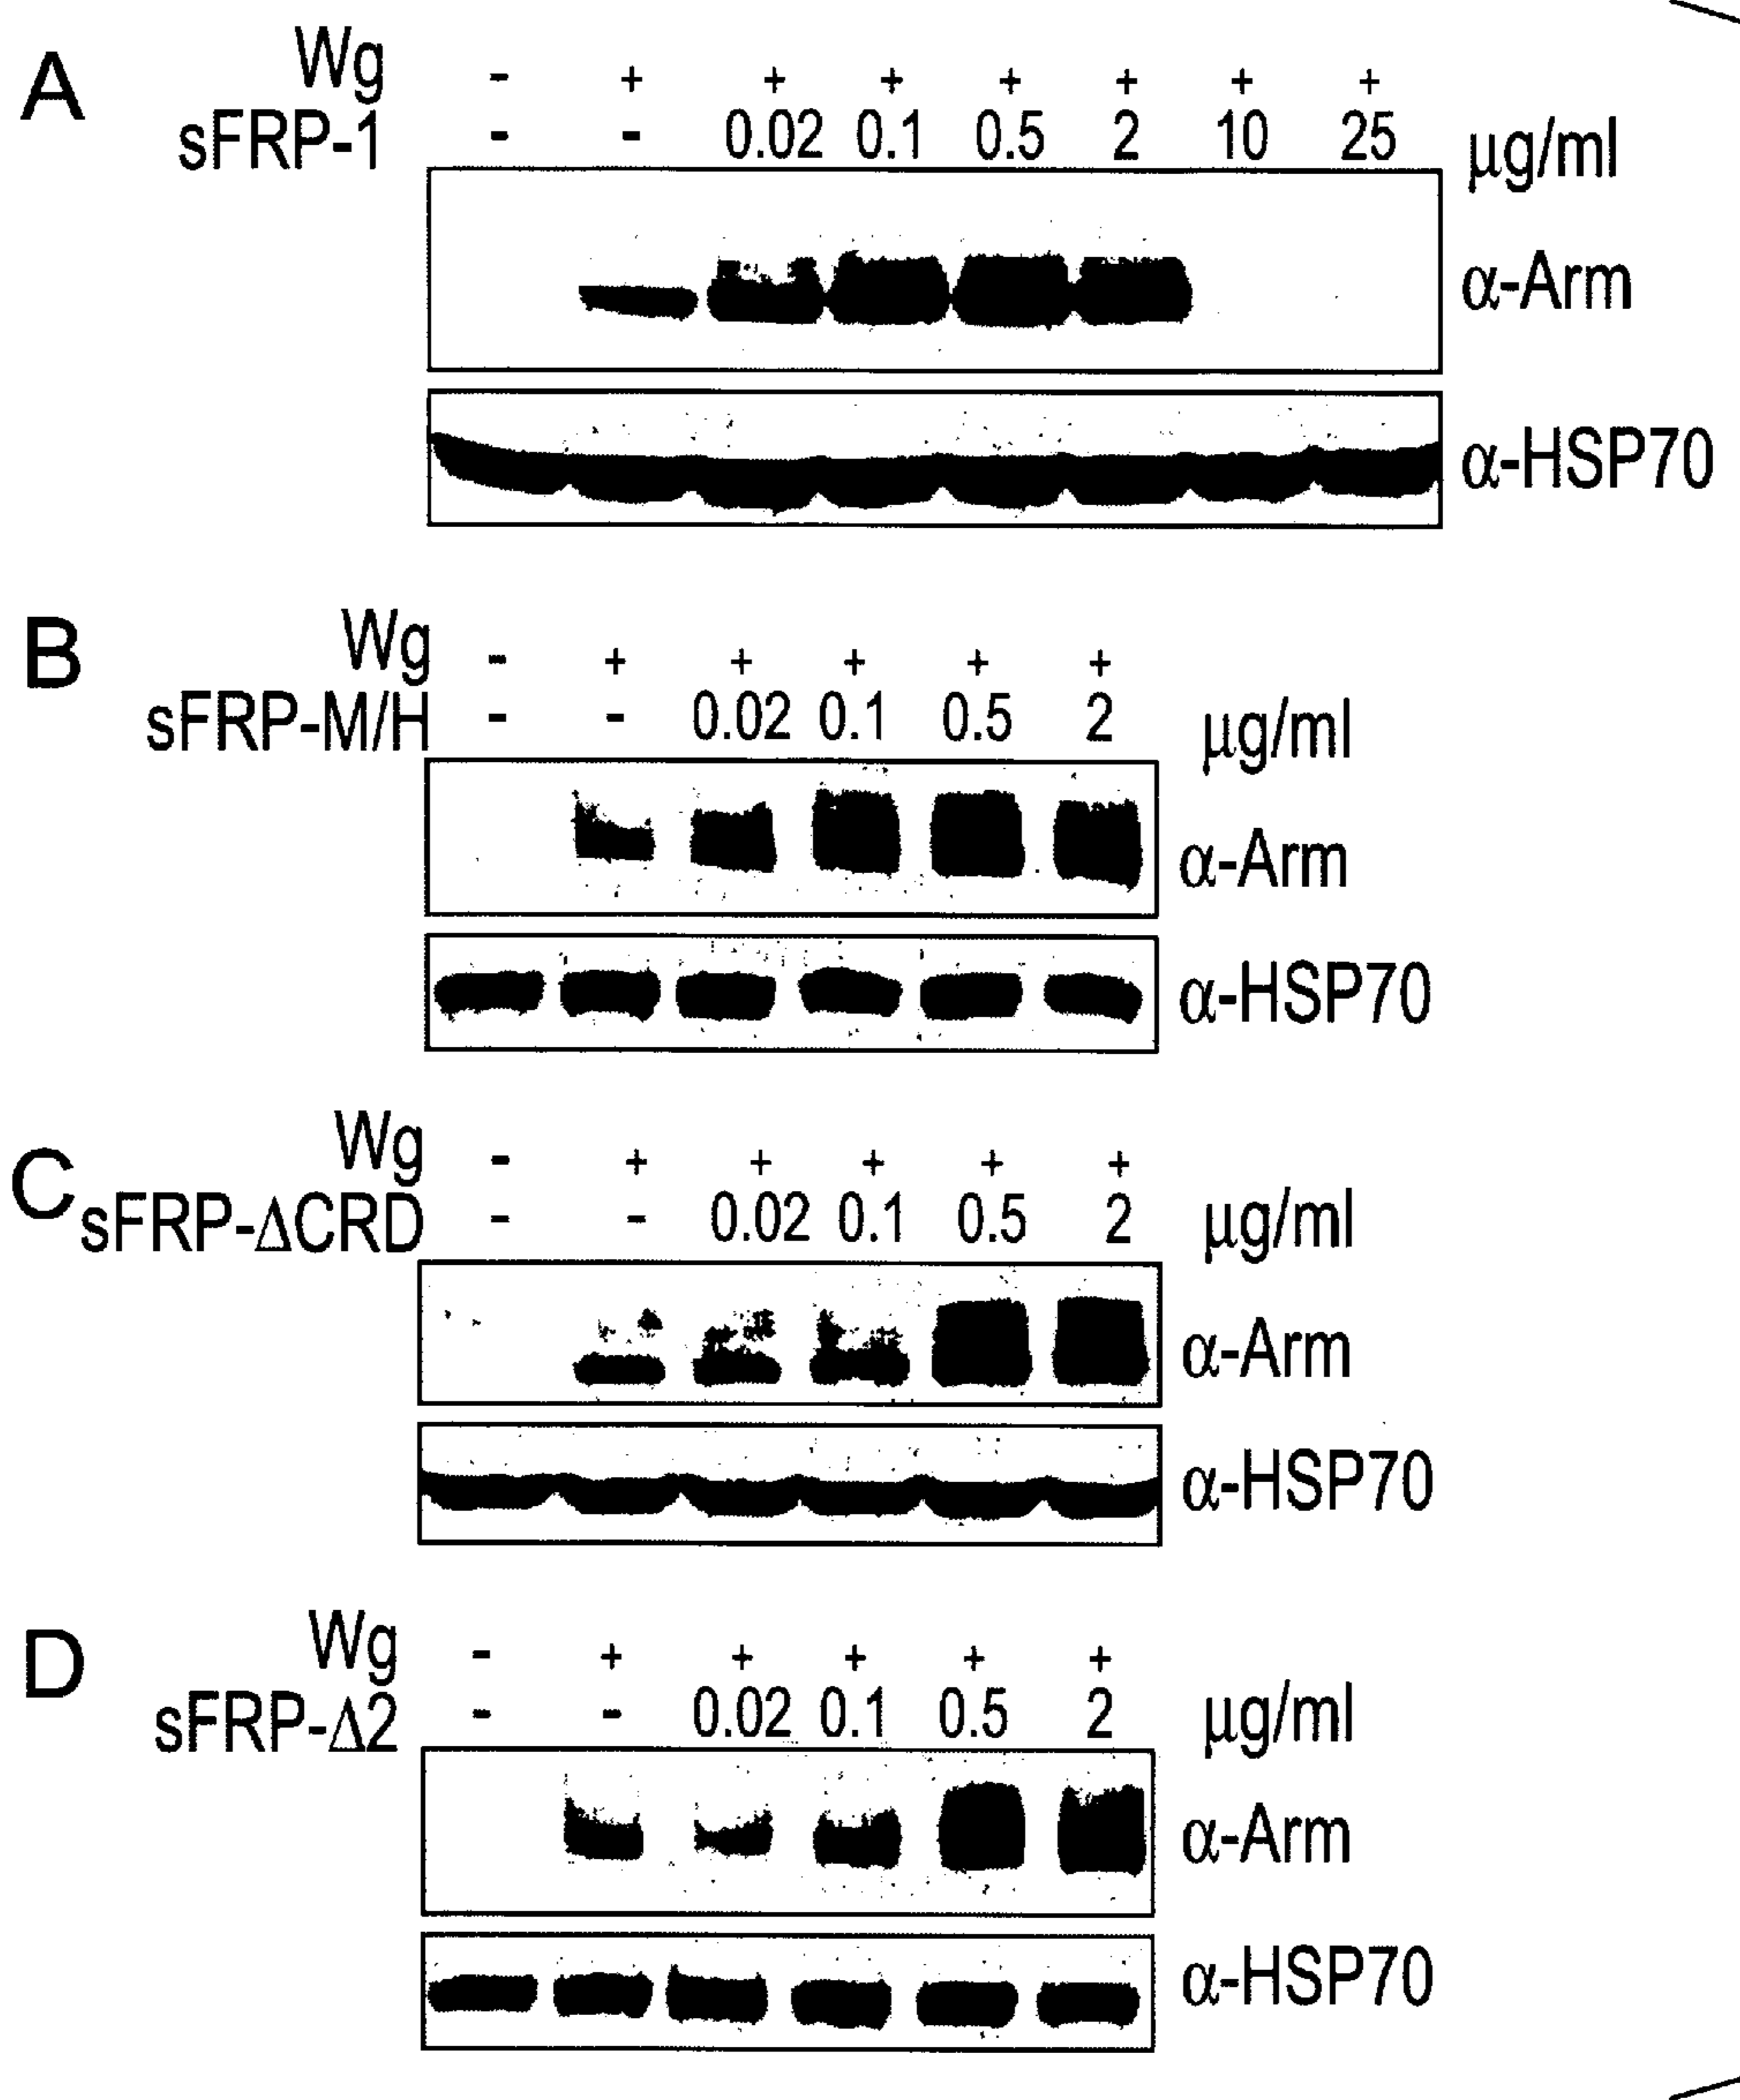 A
Wg - + + + + + + +
sFRP-1 - - 0.02 0.1 0.5 2 10 25 µg/ml
α-Arm
α-HSP70
B
Wg - + + + + +
sFRP-M/H - - 0.02 0.1 0.5 2 µg/ml
α-Arm
α-HSP70
C
Wg - + + + + +
sFRP-ΔCRD - - 0.02 0.1 0.5 2 µg/ml
α-Arm
α-HSP70
D
Wg - + + + + +
sFRP-Δ2 - - 0.02 0.1 0.5 2 µg/ml
α-Arm
α-HSP70